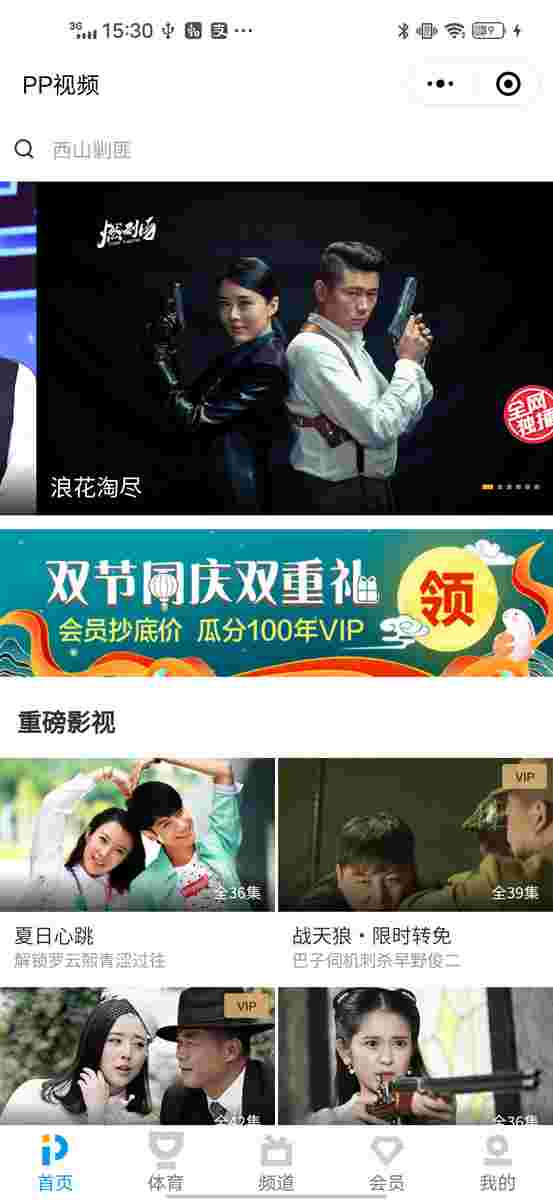 3G 15:30
PP视频
西山剿匪
燃剧场
全网
独播
浪花淘尽
双节同庆双重礼
领
会员抄底价 瓜分100年VIP
重磅影视
VIP
全36集
全39集
夏日心跳
战天狼·限时转免
解锁罗云熙青涩过往
巴子伺机刺杀早野俊二
VIP
全42集
全36集
首页
体育
频道
会员
我的